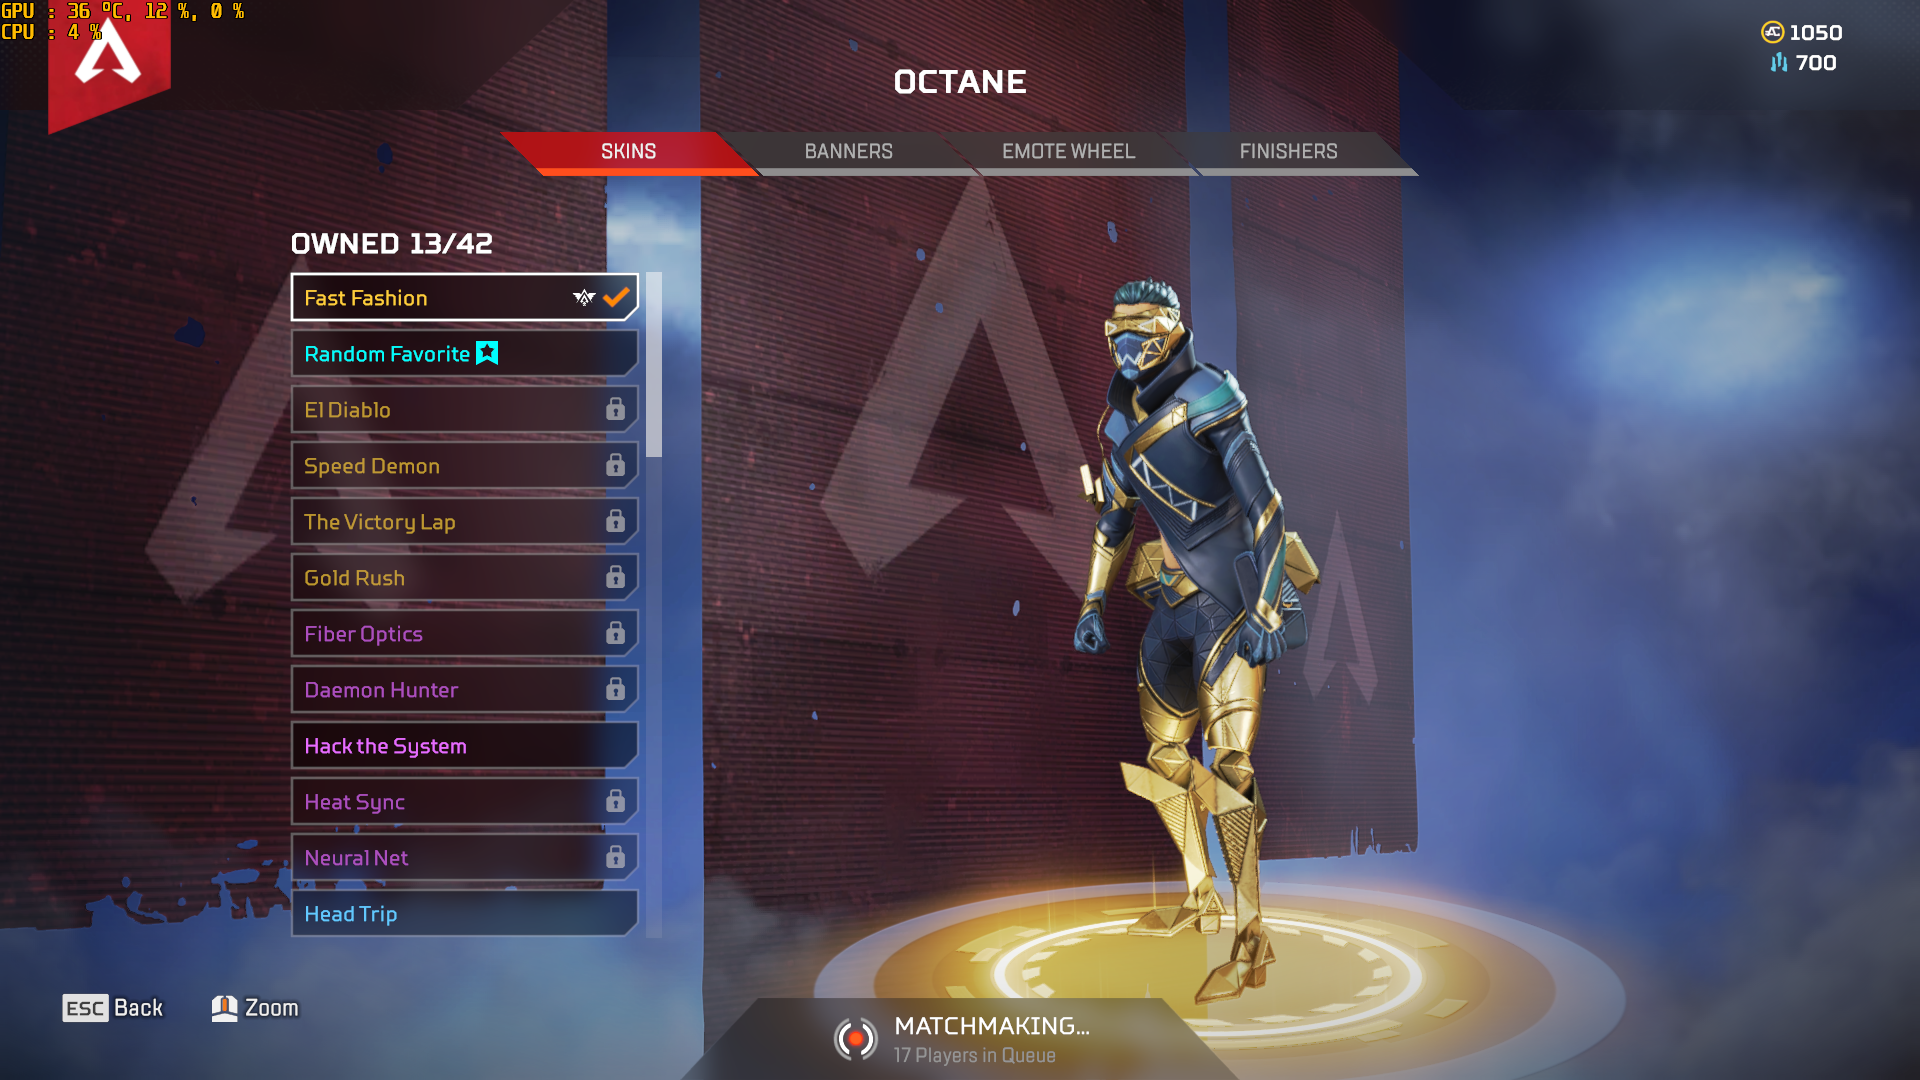 GPU : 36 ºC, 12 %, 0 %
CPU : 4 %
1050
700
OCTANE
SKINS
BANNERS
EMOTE WHEEL
FINISHERS
OWNED 13/42
Fast Fashion
Random Favorite
El Diablo
Speed Demon
The Victory Lap
Gold Rush
Fiber Optics
Daemon Hunter
Hack the System
Heat Sync
Neural Net
Head Trip
ESC Back
Zoom
MATCHMAKING...
17 Players in Queue